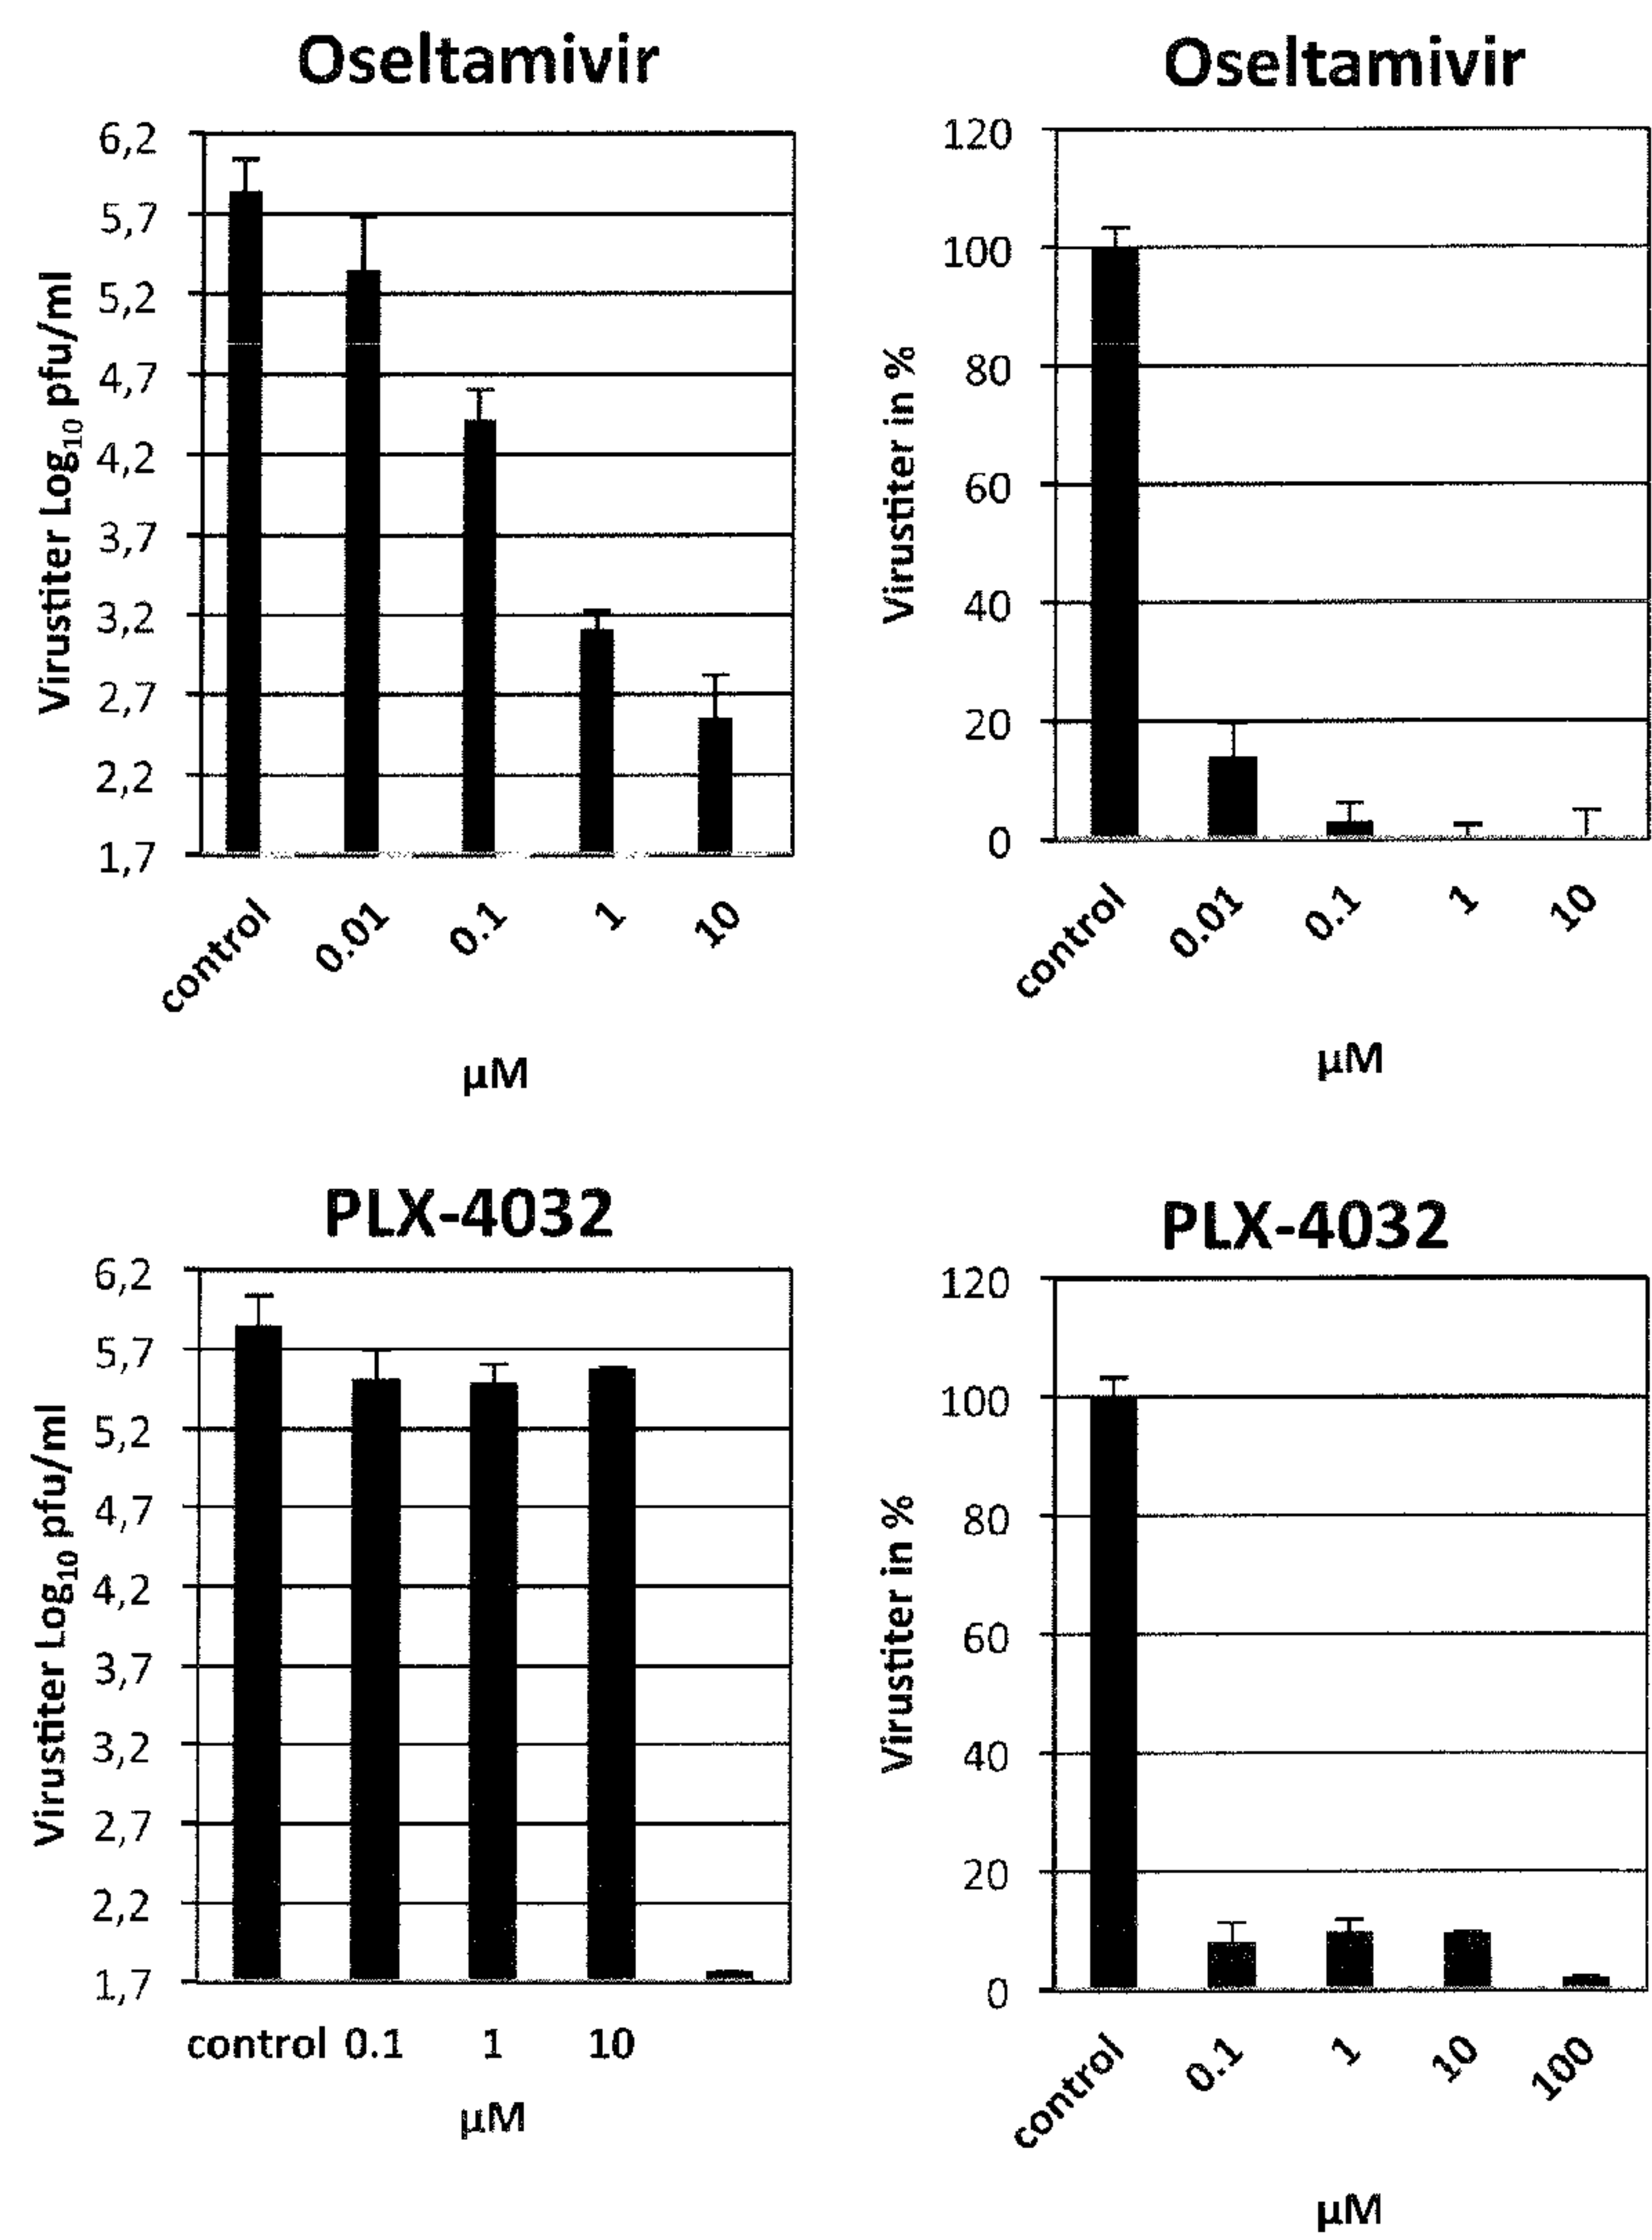 Oseltamivir
Virustiter Log10 pfu/ml
6,2
5,7
5,2
4,7
4,2
3,7
3,2
2,7
2,2
1,7
control 0.01 0.1 1 10
µM
Oseltamivir
Virustiter in %
120
100
80
60
40
20
0
control 0.01 0.1 1 10
µM
PLX-4032
Virustiter Log10 pfu/ml
6,2
5,7
5,2
4,7
4,2
3,7
3,2
2,7
2,2
1,7
control 0.1 1 10
µM
PLX-4032
Virustiter in %
120
100
80
60
40
20
0
control 0.1 1 10 100
µM